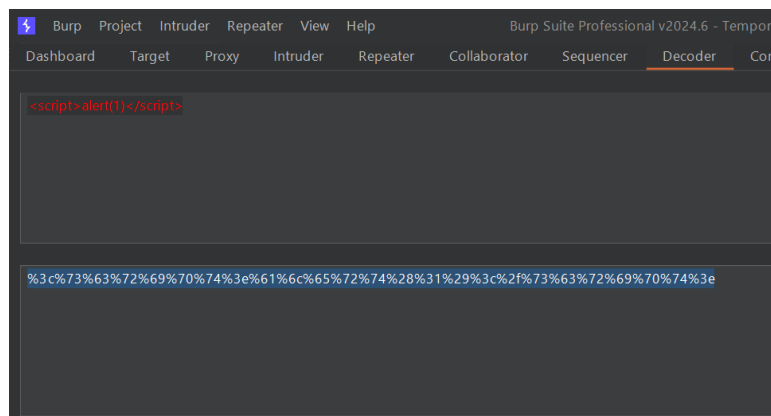 Burp Project Intruder Repeater View Help Burp Suite Professional v2024.6 - Tempor
Dashboard Target Proxy Intruder Repeater Collaborator Sequencer Decoder Co
<script>alert(1)</script>
%3c%73%63%72%69%70%74%3e%61%6c%65%72%74%28%31%29%3c%2f%73%63%72%69%70%74%3e